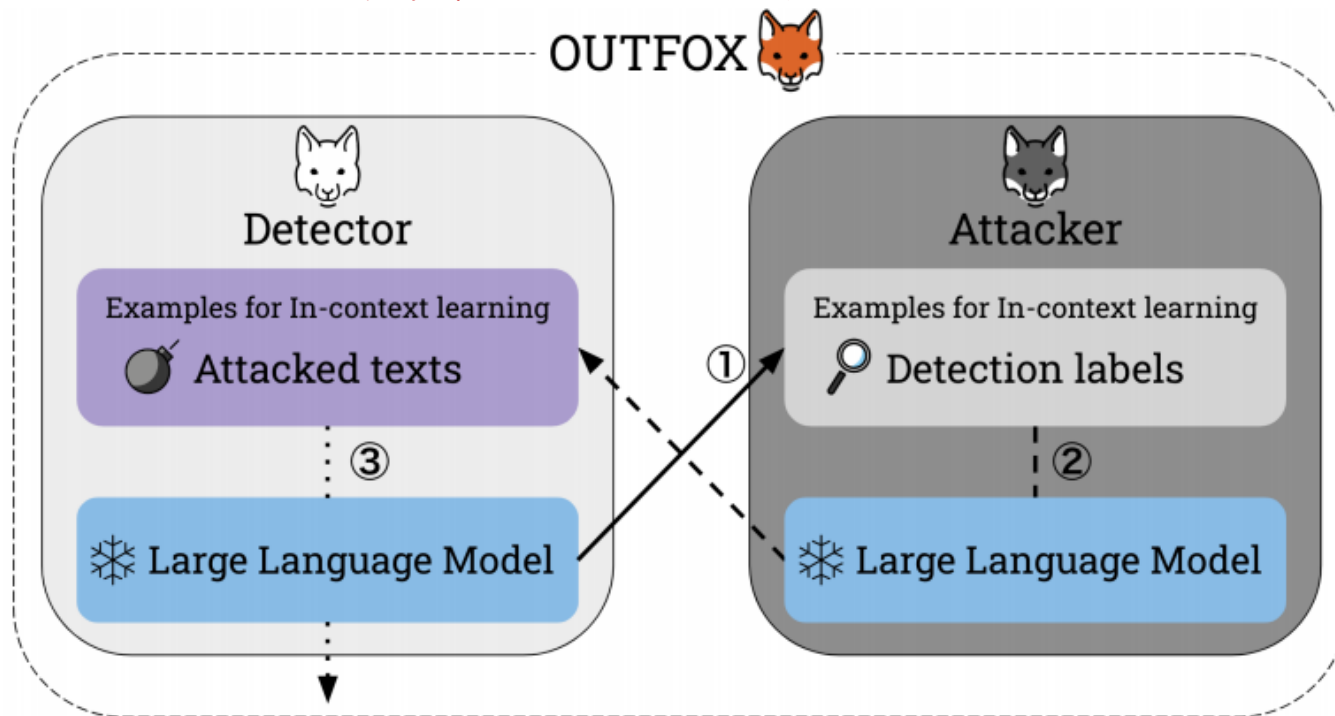 OUTFOX
Detector
Examples for In-context learning
Attacked texts
③
Large Language Model
①
Attacker
Examples for In-context learning
Detection labels
②
Large Language Model